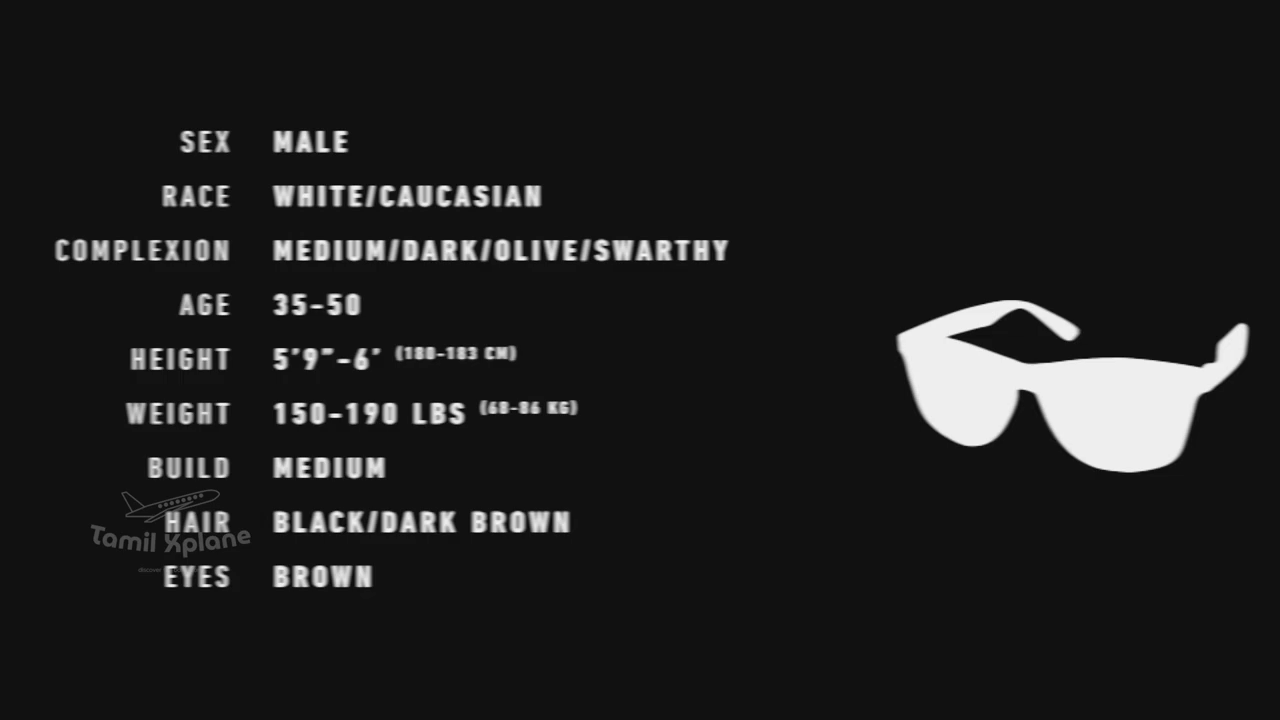 SEX MALE
RACE WHITE/CAUCASIAN
COMPLEXION MEDIUM/DARK/OLIVE/SWARTHY
AGE 35-50
HEIGHT 5'9"-6' (180-183 CM)
WEIGHT 150-190 LBS (68-86 KG)
BUILD MEDIUM
HAIR BLACK/DARK BROWN
Tamil Xplane
EYES BROWN